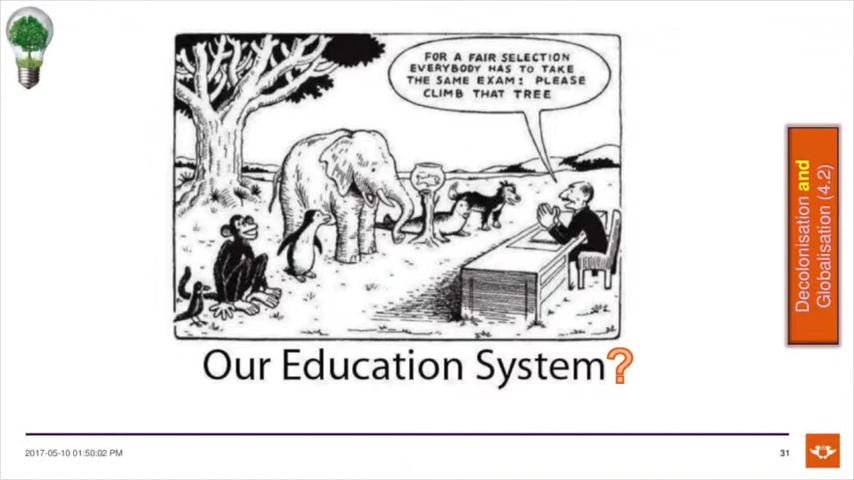 FOR A FAIR SELECTION
EVERYBODY HAS TO TAKE
THE SAME EXAM: PLEASE
CLIMB THAT TREE
Decolonisation and
Globalisation (4.2)
Our Education System?
2017-05-10 01:50:02 PM
31